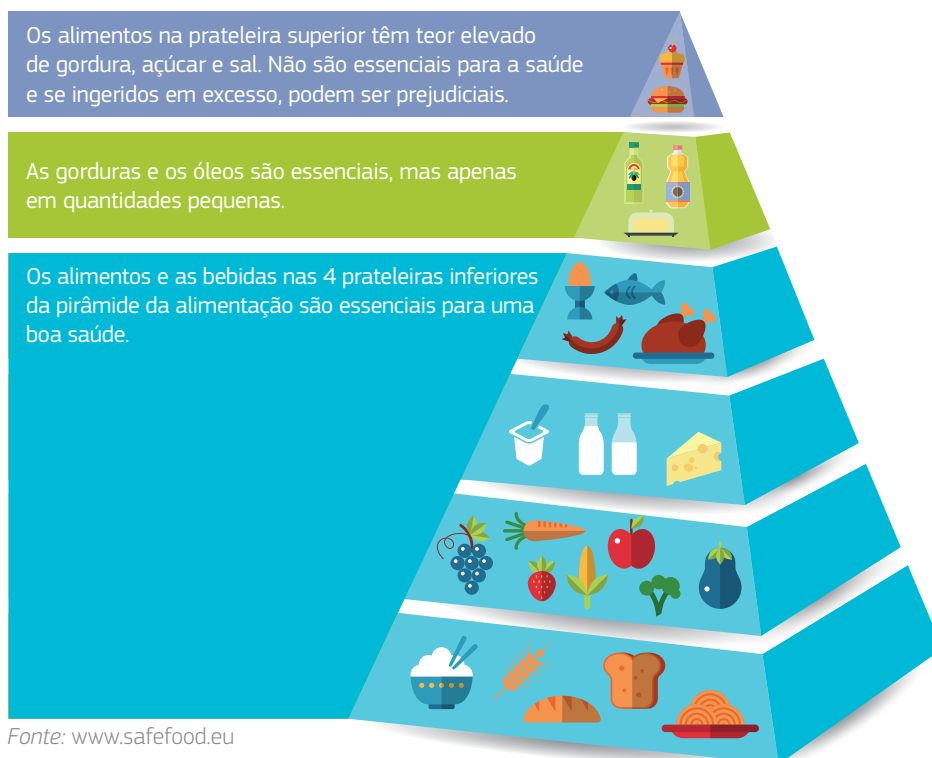 Os alimentos na prateleira superior têm teor elevado
de gordura, açúcar e sal. Não são essenciais para a saúde
e se ingeridos em excesso, podem ser prejudiciais.
As gorduras e os óleos são essenciais, mas apenas
em quantidades pequenas.
Os alimentos e as bebidas nas 4 prateleiras inferiores
da pirâmide da alimentação são essenciais para uma
boa saúde.
Fonte: www.safefood.eu